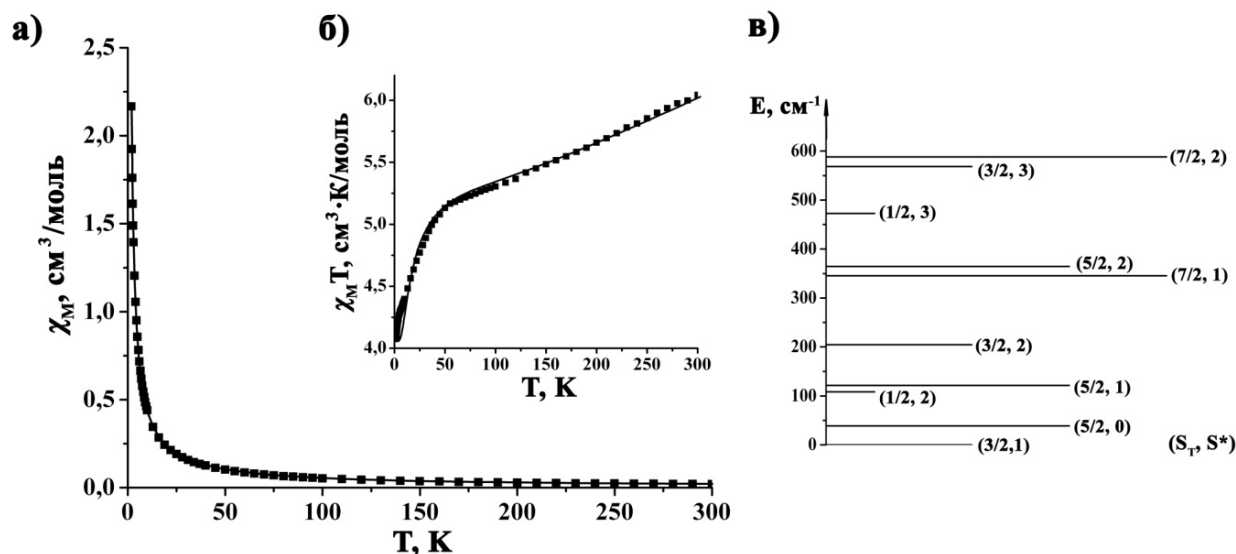 а)
χM, см³/моль
2,5
2,0
1,5
1,0
0,5
0,0
0 50 100 150 200 250 300
T, K
б)
χMT, см³·K/моль
6,0
5,5
5,0
4,5
4,0
0 50 100 150 200 250 300
T, K
в)
E, см⁻¹
600
500
400
300
200
100
0
(7/2, 2)
(3/2, 3)
(1/2, 3)
(5/2, 2)
(7/2, 1)
(3/2, 2)
(5/2, 1)
(1/2, 2)
(5/2, 0)
(3/2,1)
(ST, S*)